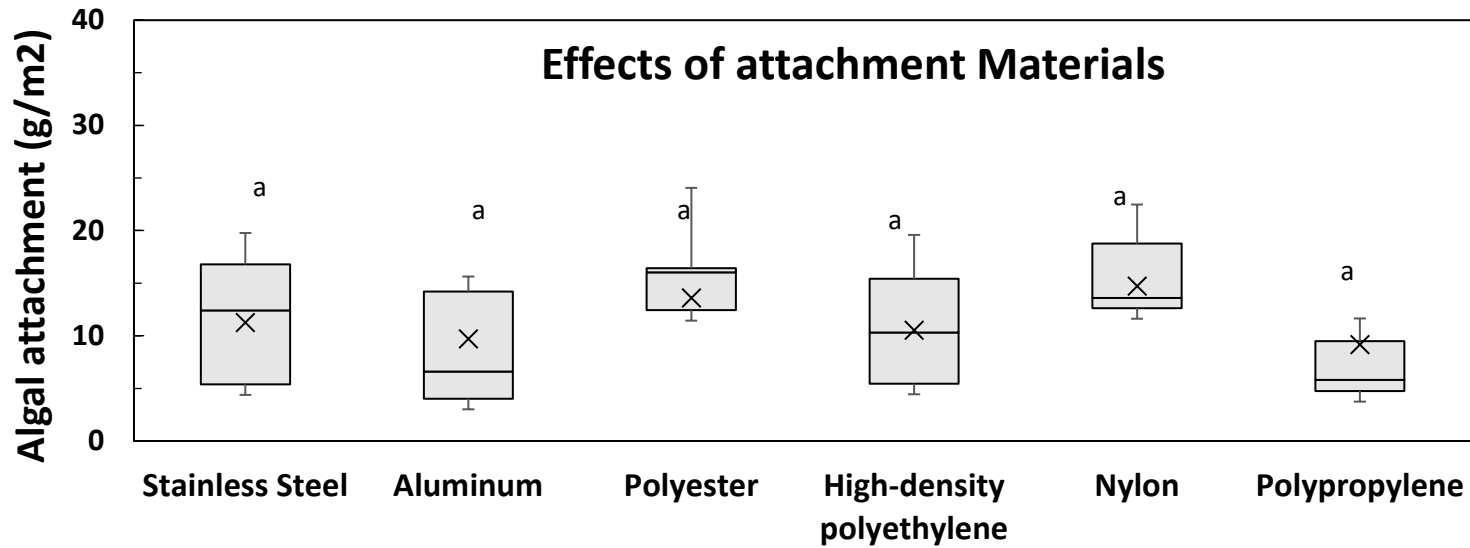 Effects of attachment Materials
Algal attachment (g/m2)
40
30
20
10
0
a
a
a
a
a
a
Stainless Steel
Aluminum
Polyester
High-density
polyethylene
Nylon
Polypropylene